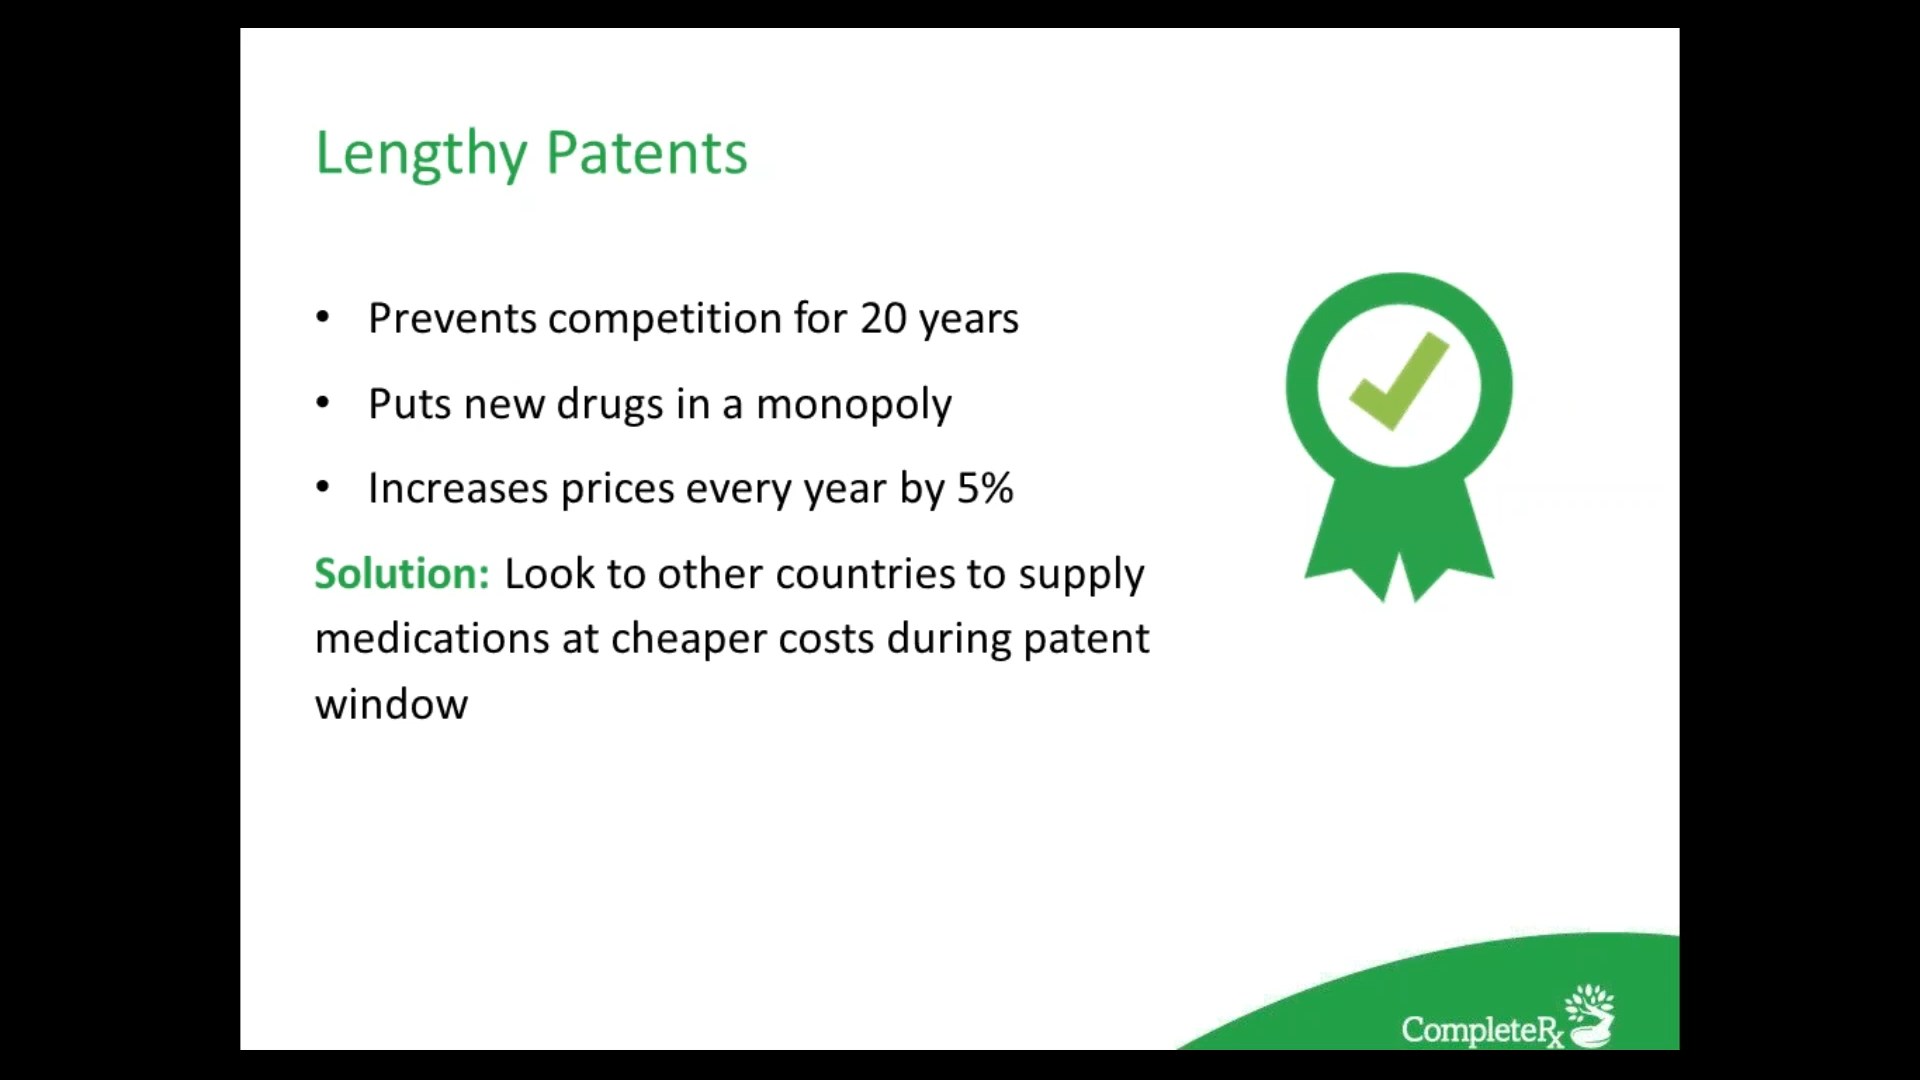 Lengthy Patents
• Prevents competition for 20 years
• Puts new drugs in a monopoly
• Increases prices every year by 5%
Solution: Look to other countries to supply
medications at cheaper costs during patent
window
CompleteRx